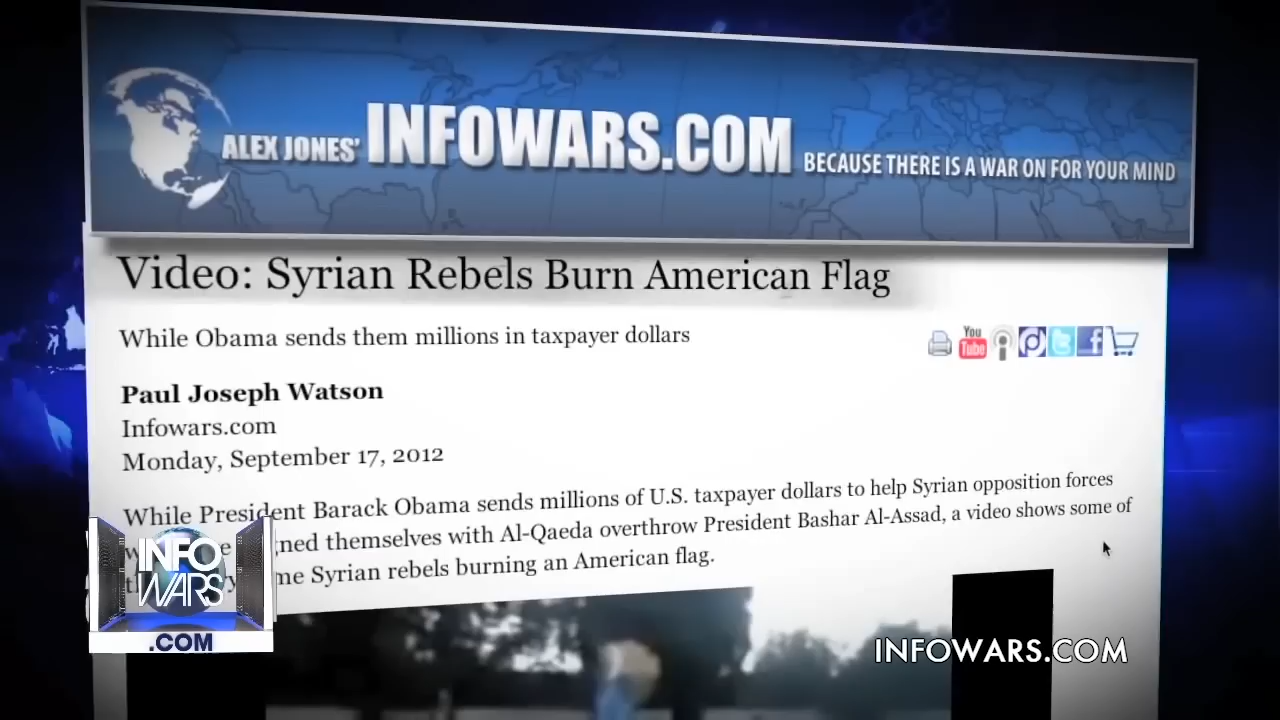 ALEX JONES' INFOWARS.COM BECAUSE THERE IS A WAR ON FOR YOUR MIND
Video: Syrian Rebels Burn American Flag
While Obama sends them millions in taxpayer dollars
You
Tube
Paul Joseph Watson
Infowars.com
Monday, September 17, 2012
While President Barack Obama sends millions of U.S. taxpayer dollars to help Syrian opposition forces
themselves with Al-Qaeda overthrow President Bashar Al-Assad, a video shows some of
Syrian rebels burning an American flag.
INFO
WARS
.COM
INFOWARS.COM